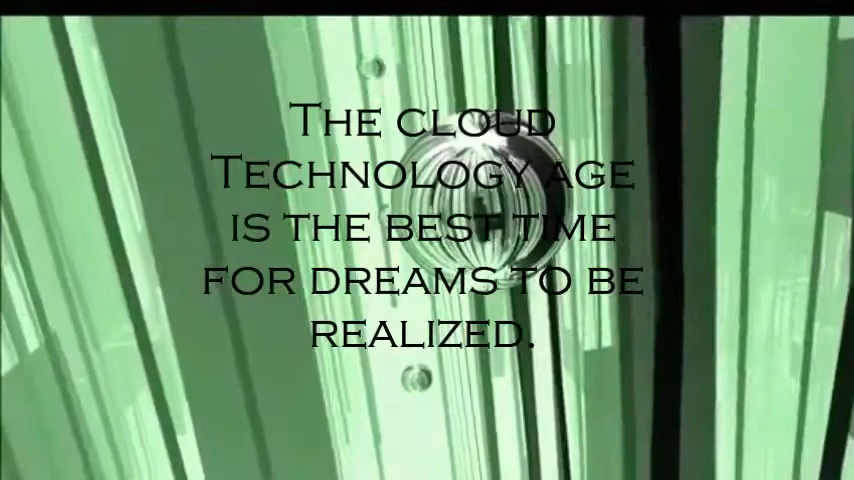 The cloud
Technology age
is the best time
for dreams to be
realized.